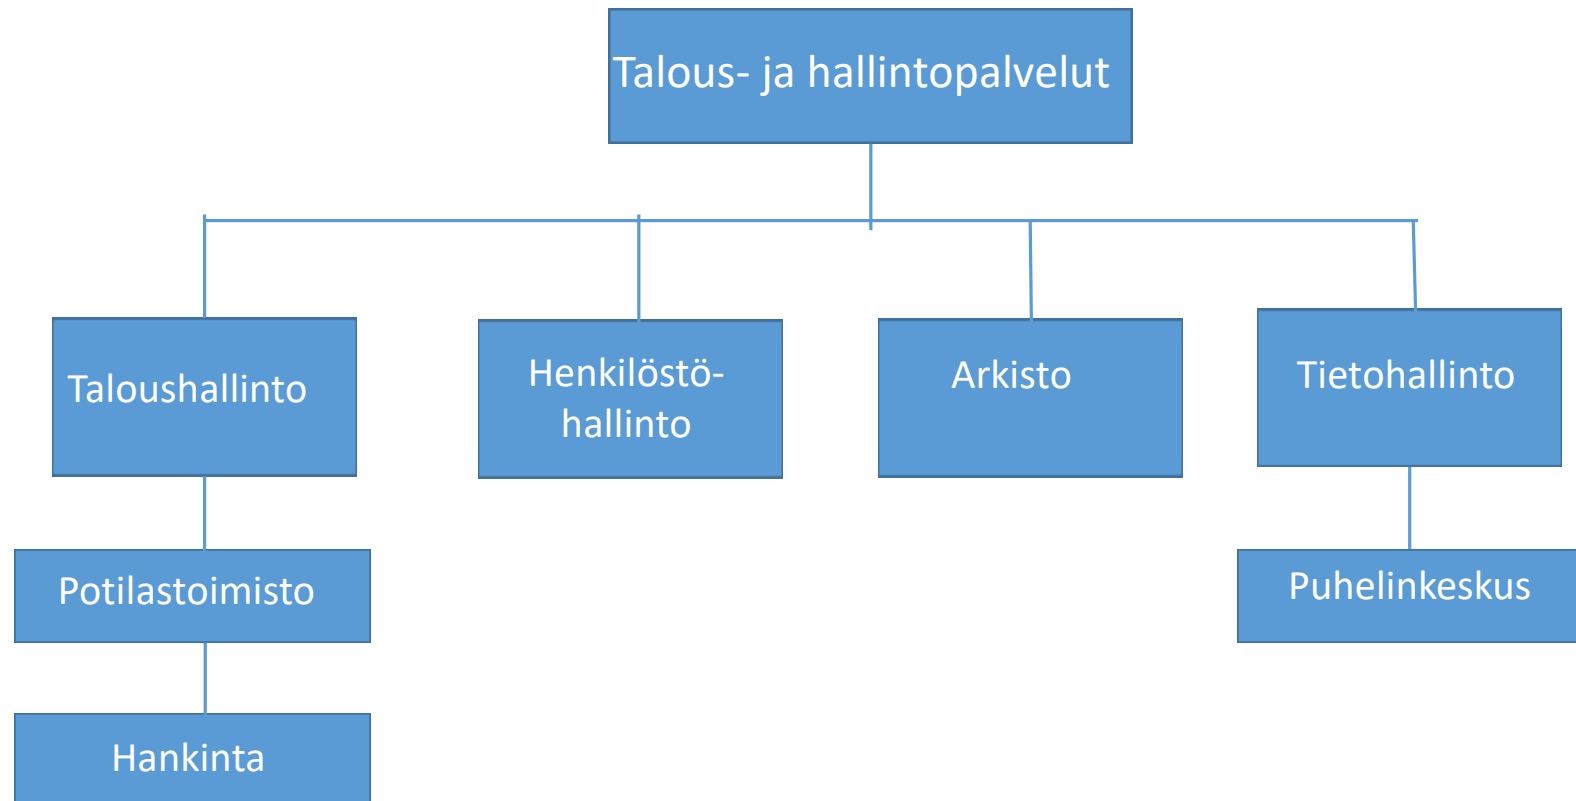 Talous- ja hallintopalvelut
Taloushallinto
Henkilöstö-
hallinto
Arkisto
Tietohallinto
Potilastoimisto
Puhelinkeskus
Hankinta